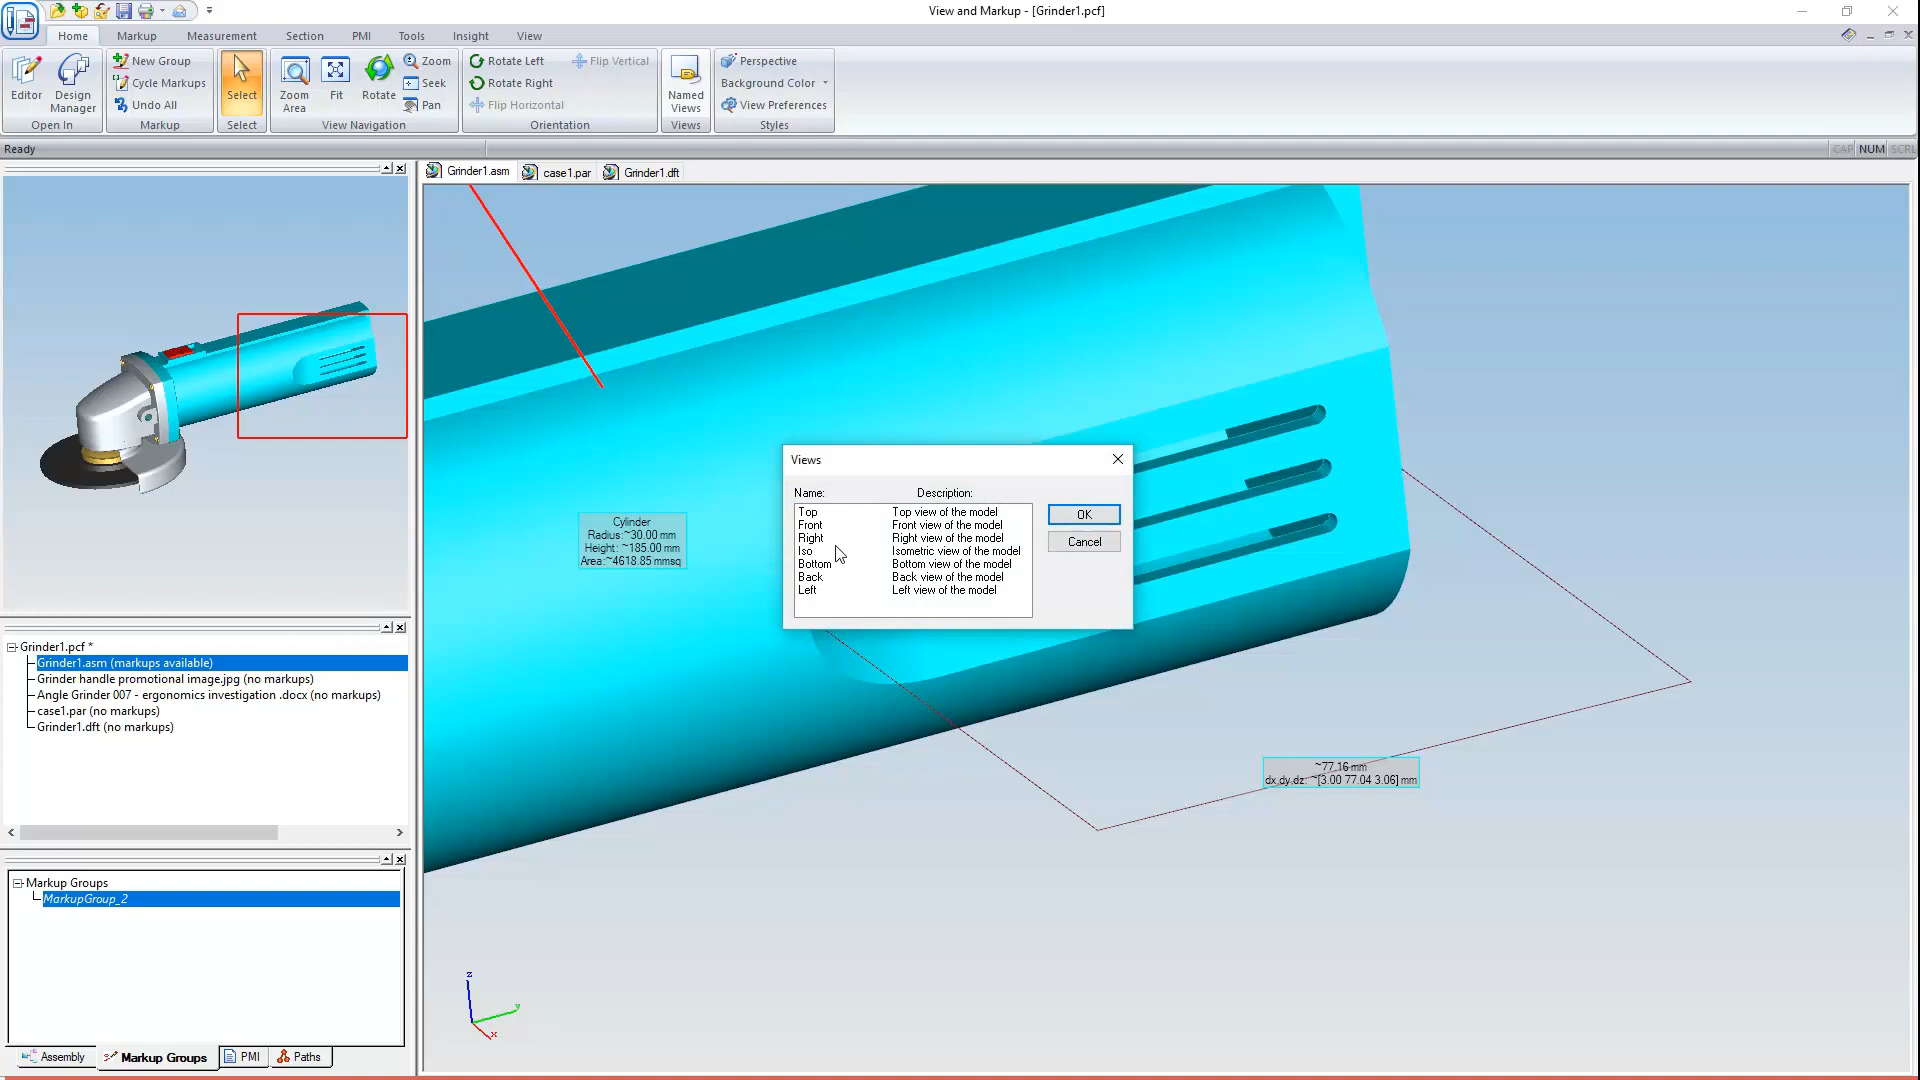 View and Markup - [Grinder1.pcf]
Home Markup Measurement Section PMI Tools Insight View
Editor
Design Manager
Open In
New Group
Cycle Markups
Undo All
Markup
Select
Select
Zoom Area
Fit
Rotate
Zoom
Seek
Pan
View Navigation
Rotate Left
Rotate Right
Flip Horizontal
Flip Vertical
Orientation
Named Views
Views
Perspective
Background Color
View Preferences
Styles
Ready
CAP NUM SCRL
Grinder1.asm case1.par Grinder1.dft
Cylinder
Radius:~30.00 mm
Height: ~185.00 mm
Area:~4618.85 mmsq
Views
Name: Description:
Top Top view of the model
Front Front view of the model
Right Right view of the model
Iso Isometric view of the model
Bottom Bottom view of the model
Back Back view of the model
Left Left view of the model
OK
Cancel
~77.16 mm
dx,dy,dz: ~[3.00 77.04 3.06] mm
z
y
x
Grinder1.pcf *
Grinder1.asm (markups available)
Grinder handle promotional image.jpg (no markups)
Angle Grinder 007 - ergonomics investigation .docx (no markups)
case1.par (no markups)
Grinder1.dft (no markups)
Markup Groups
MarkupGroup_2
Assembly Markup Groups PMI Paths